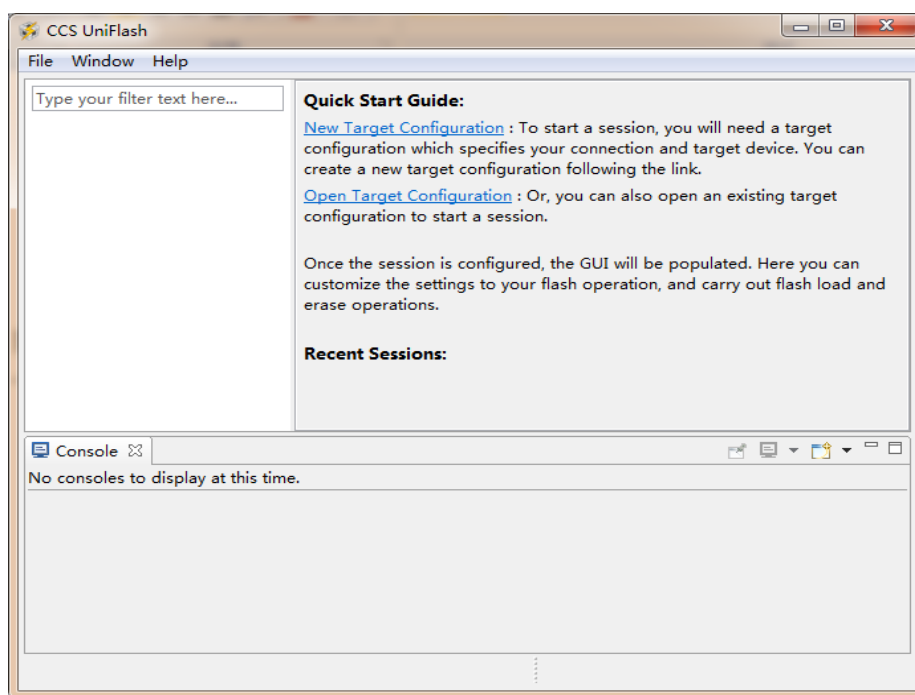 CCS UniFlash
File Window Help
Type your filter text here...
Quick Start Guide:
New Target Configuration : To start a session, you will need a target
configuration which specifies your connection and target device. You can
create a new target configuration following the link.
Open Target Configuration : Or, you can also open an existing target
configuration to start a session.
Once the session is configured, the GUI will be populated. Here you can
customize the settings to your flash operation, and carry out flash load and
erase operations.
Recent Sessions:
Console
No consoles to display at this time.